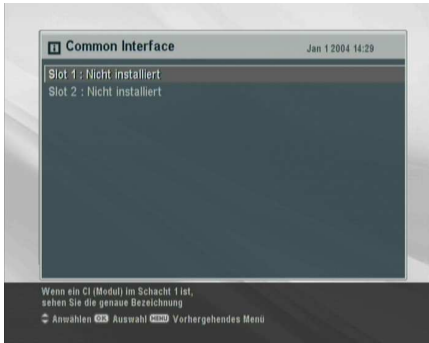 Common Interface
Jan 1 2004 14:29
Slot 1 : Nicht installiert
Slot 2 : Nicht installiert
Wenn ein CI (Modul) im Schacht 1 ist,
sehen Sie die genaue Bezeichnung
Anwählen OK Auswahl MENU Vorhergehendes Menü